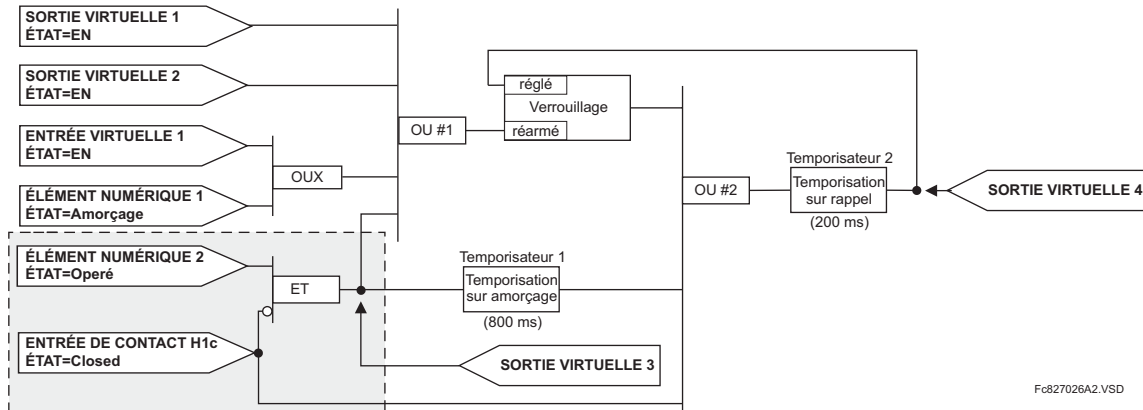 SORTIE VIRTUELLE 1
ÉTAT=EN
SORTIE VIRTUELLE 2
ÉTAT=EN
ENTRÉE VIRTUELLE 1
ÉTAT=EN
ÉLÉMENT NUMÉRIQUE 1
ÉTAT=Amorçage
ÉLÉMENT NUMÉRIQUE 2
ÉTAT=Operé
ENTRÉE DE CONTACT H1c
ÉTAT=Closed
OUX
ET
OU #1
réglé
Verrouillage
réarmé
Temporisateur 1
Temporisation
sur amorçage
(800 ms)
SORTIE VIRTUELLE 3
OU #2
Temporisateur 2
Temporisation
sur rappel
(200 ms)
SORTIE VIRTUELLE 4
Fc827026A2.VSD